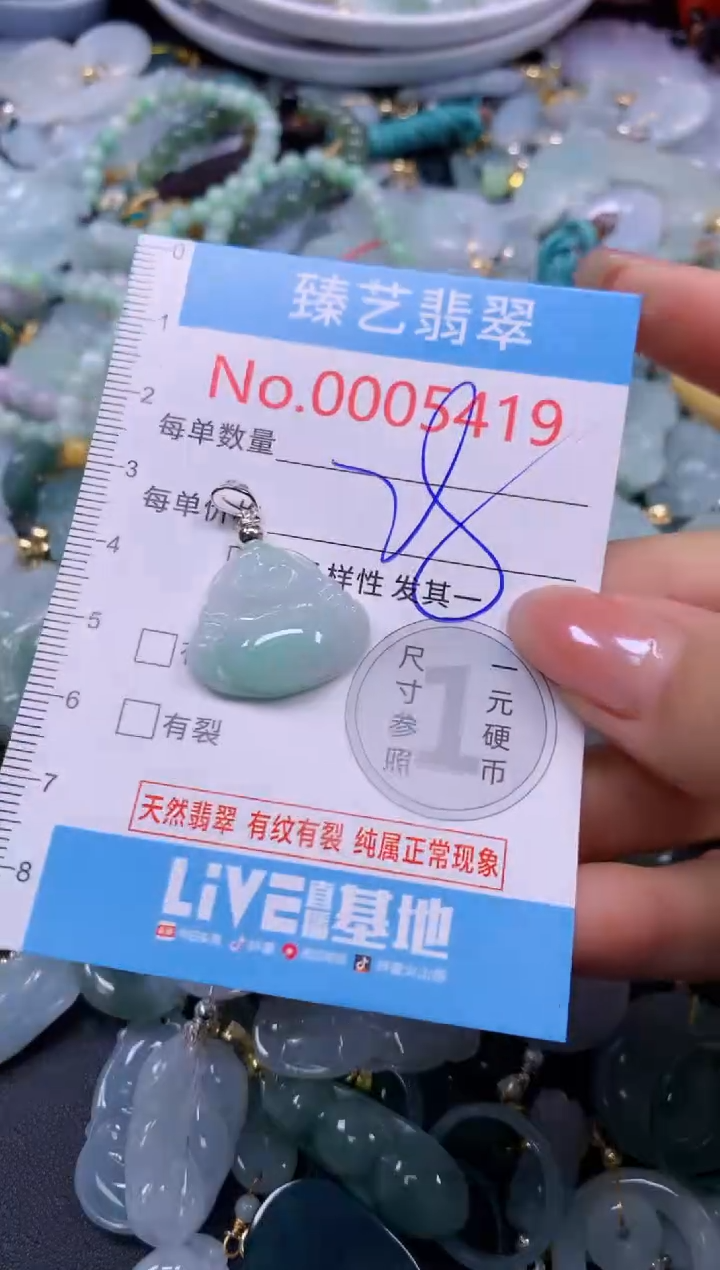 0
臻艺翡翠
1
No.0005419
2
每单数量
3
每单价
4
样性 发其一
5
6
有裂
尺寸参照
1
一元硬币
7
天然翡翠 有纹有裂 纯属正常现象
8
LiVE直播基地